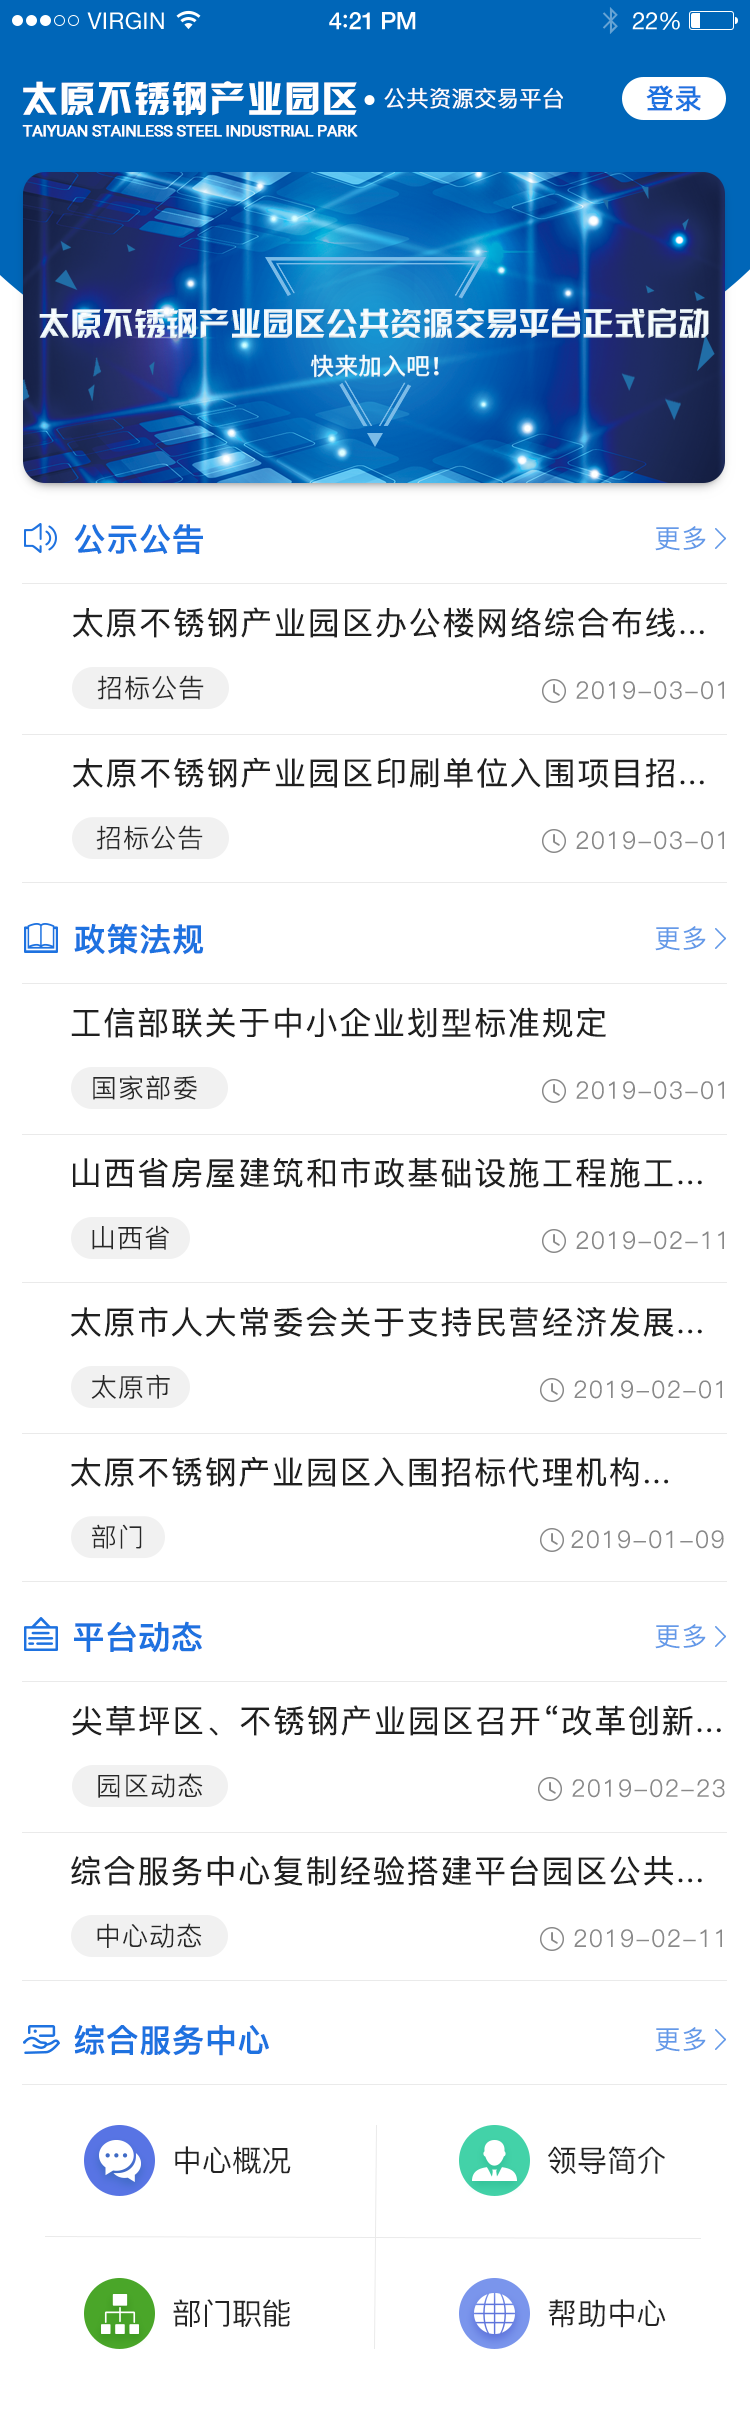 VIRGIN
4:21 PM
22%
太原不锈钢产业园区
·公共资源交易平台
登录
TAIYUAN STAINLESS STEEL INDUSTRIAL PARK
太原不锈钢产业园区公共资源交易平台正式启动
快来加入吧！
公示公告
更多
太原不锈钢产业园区办公楼网络综合布线...
招标公告
2019-03-01
太原不锈钢产业园区印刷单位入围项目招...
招标公告
2019-03-01
政策法规
更多
工信部联关于中小企业划型标准规定
国家部委
2019-03-01
山西省房屋建筑和市政基础设施工程施工...
山西省
2019-02-11
太原市人大常委会关于支持民营经济发展...
太原市
2019-02-01
太原不锈钢产业园区入围招标代理机构...
部门
2019-01-09
平台动态
更多
尖草坪区、不锈钢产业园区召开“改革创新...
园区动态
2019-02-23
综合服务中心复制经验搭建平台园区公共...
中心动态
2019-02-11
综合服务中心
更多
中心概况
领导简介
部门职能
帮助中心